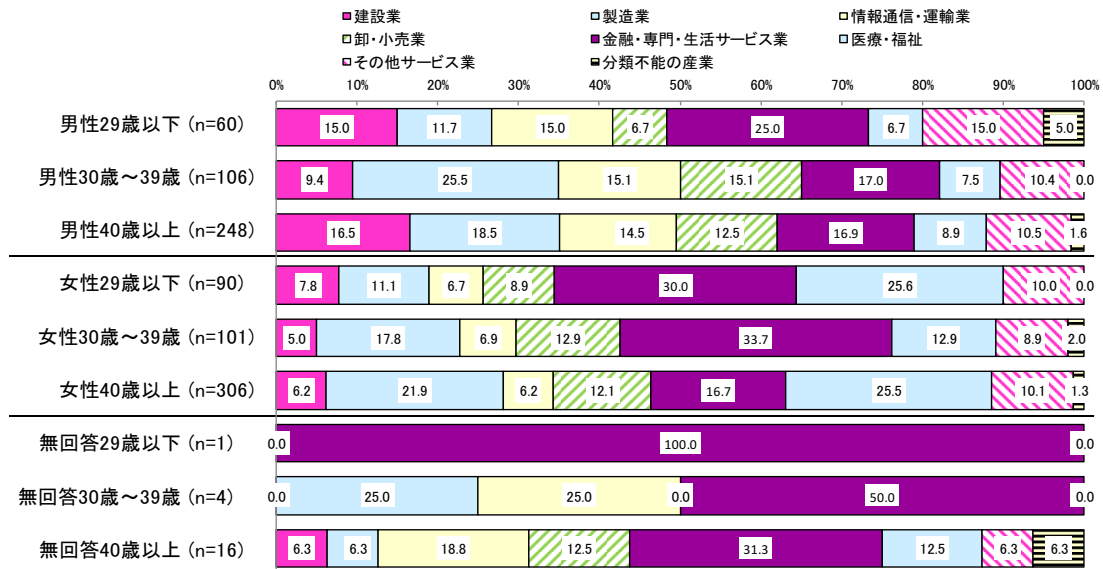 建設業 製造業 情報通信・運輸業
卸・小売業 金融・専門・生活サービス業 医療・福祉
その他サービス業 分類不能の産業
0% 10% 20% 30% 40% 50% 60% 70% 80% 90% 100%
男性29歳以下 (n=60) 15.0 11.7 15.0 6.7 25.0 6.7 15.0 5.0
男性30歳～39歳 (n=106) 9.4 25.5 15.1 15.1 17.0 7.5 10.4 0.0
男性40歳以上 (n=248) 16.5 18.5 14.5 12.5 16.9 8.9 10.5 1.6
女性29歳以下 (n=90) 7.8 11.1 6.7 8.9 30.0 25.6 10.0 0.0
女性30歳～39歳 (n=101) 5.0 17.8 6.9 12.9 33.7 12.9 8.9 2.0
女性40歳以上 (n=306) 6.2 21.9 6.2 12.1 16.7 25.5 10.1 1.3
無回答29歳以下 (n=1) 0.0 100.0 0.0
無回答30歳～39歳 (n=4) 0.0 25.0 25.0 0.0 50.0 0.0
無回答40歳以上 (n=16) 6.3 6.3 18.8 12.5 31.3 12.5 6.3 6.3